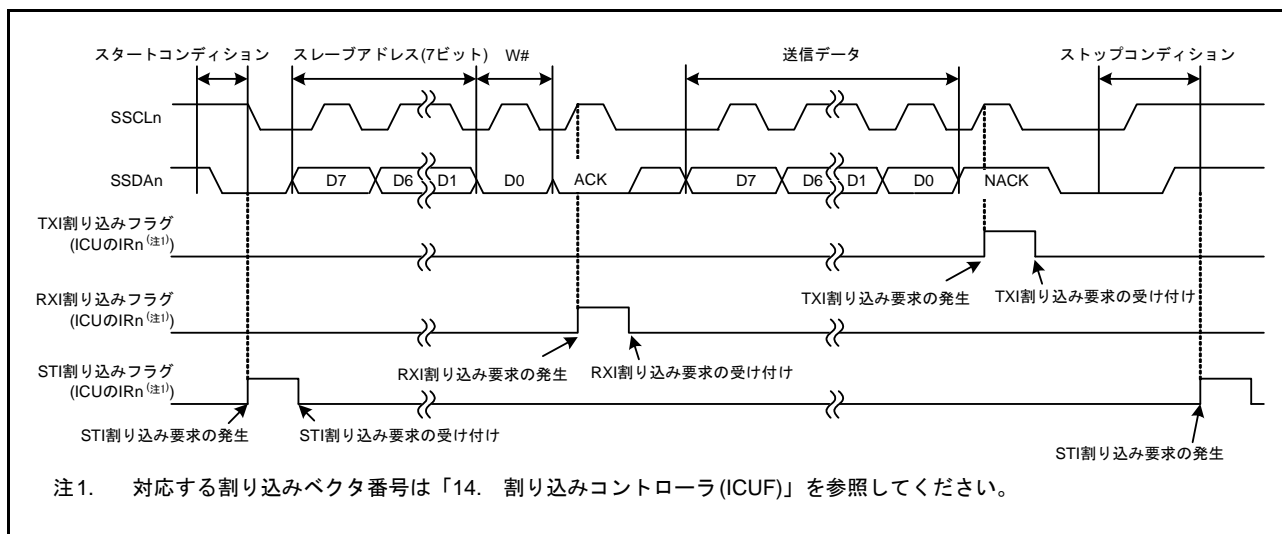 スタートコンディション スレーブアドレス(7ビット) W# 送信データ ストップコンディション
SSCLn
SSDAn D7 D6 D1 D0 ACK D7 D6 D1 D0 NACK
TXI割り込みフラグ
(ICUのIRn(注1))
TXI割り込み要求の発生 TXI割り込み要求の受け付け
RXI割り込みフラグ
(ICUのIRn(注1))
RXI割り込み要求の発生 RXI割り込み要求の受け付け
STI割り込みフラグ
(ICUのIRn(注1))
STI割り込み要求の発生 STI割り込み要求の受け付け
STI割り込み要求の発生
注1. 対応する割り込みベクタ番号は「14. 割り込みコントローラ(ICUF)」を参照してください。